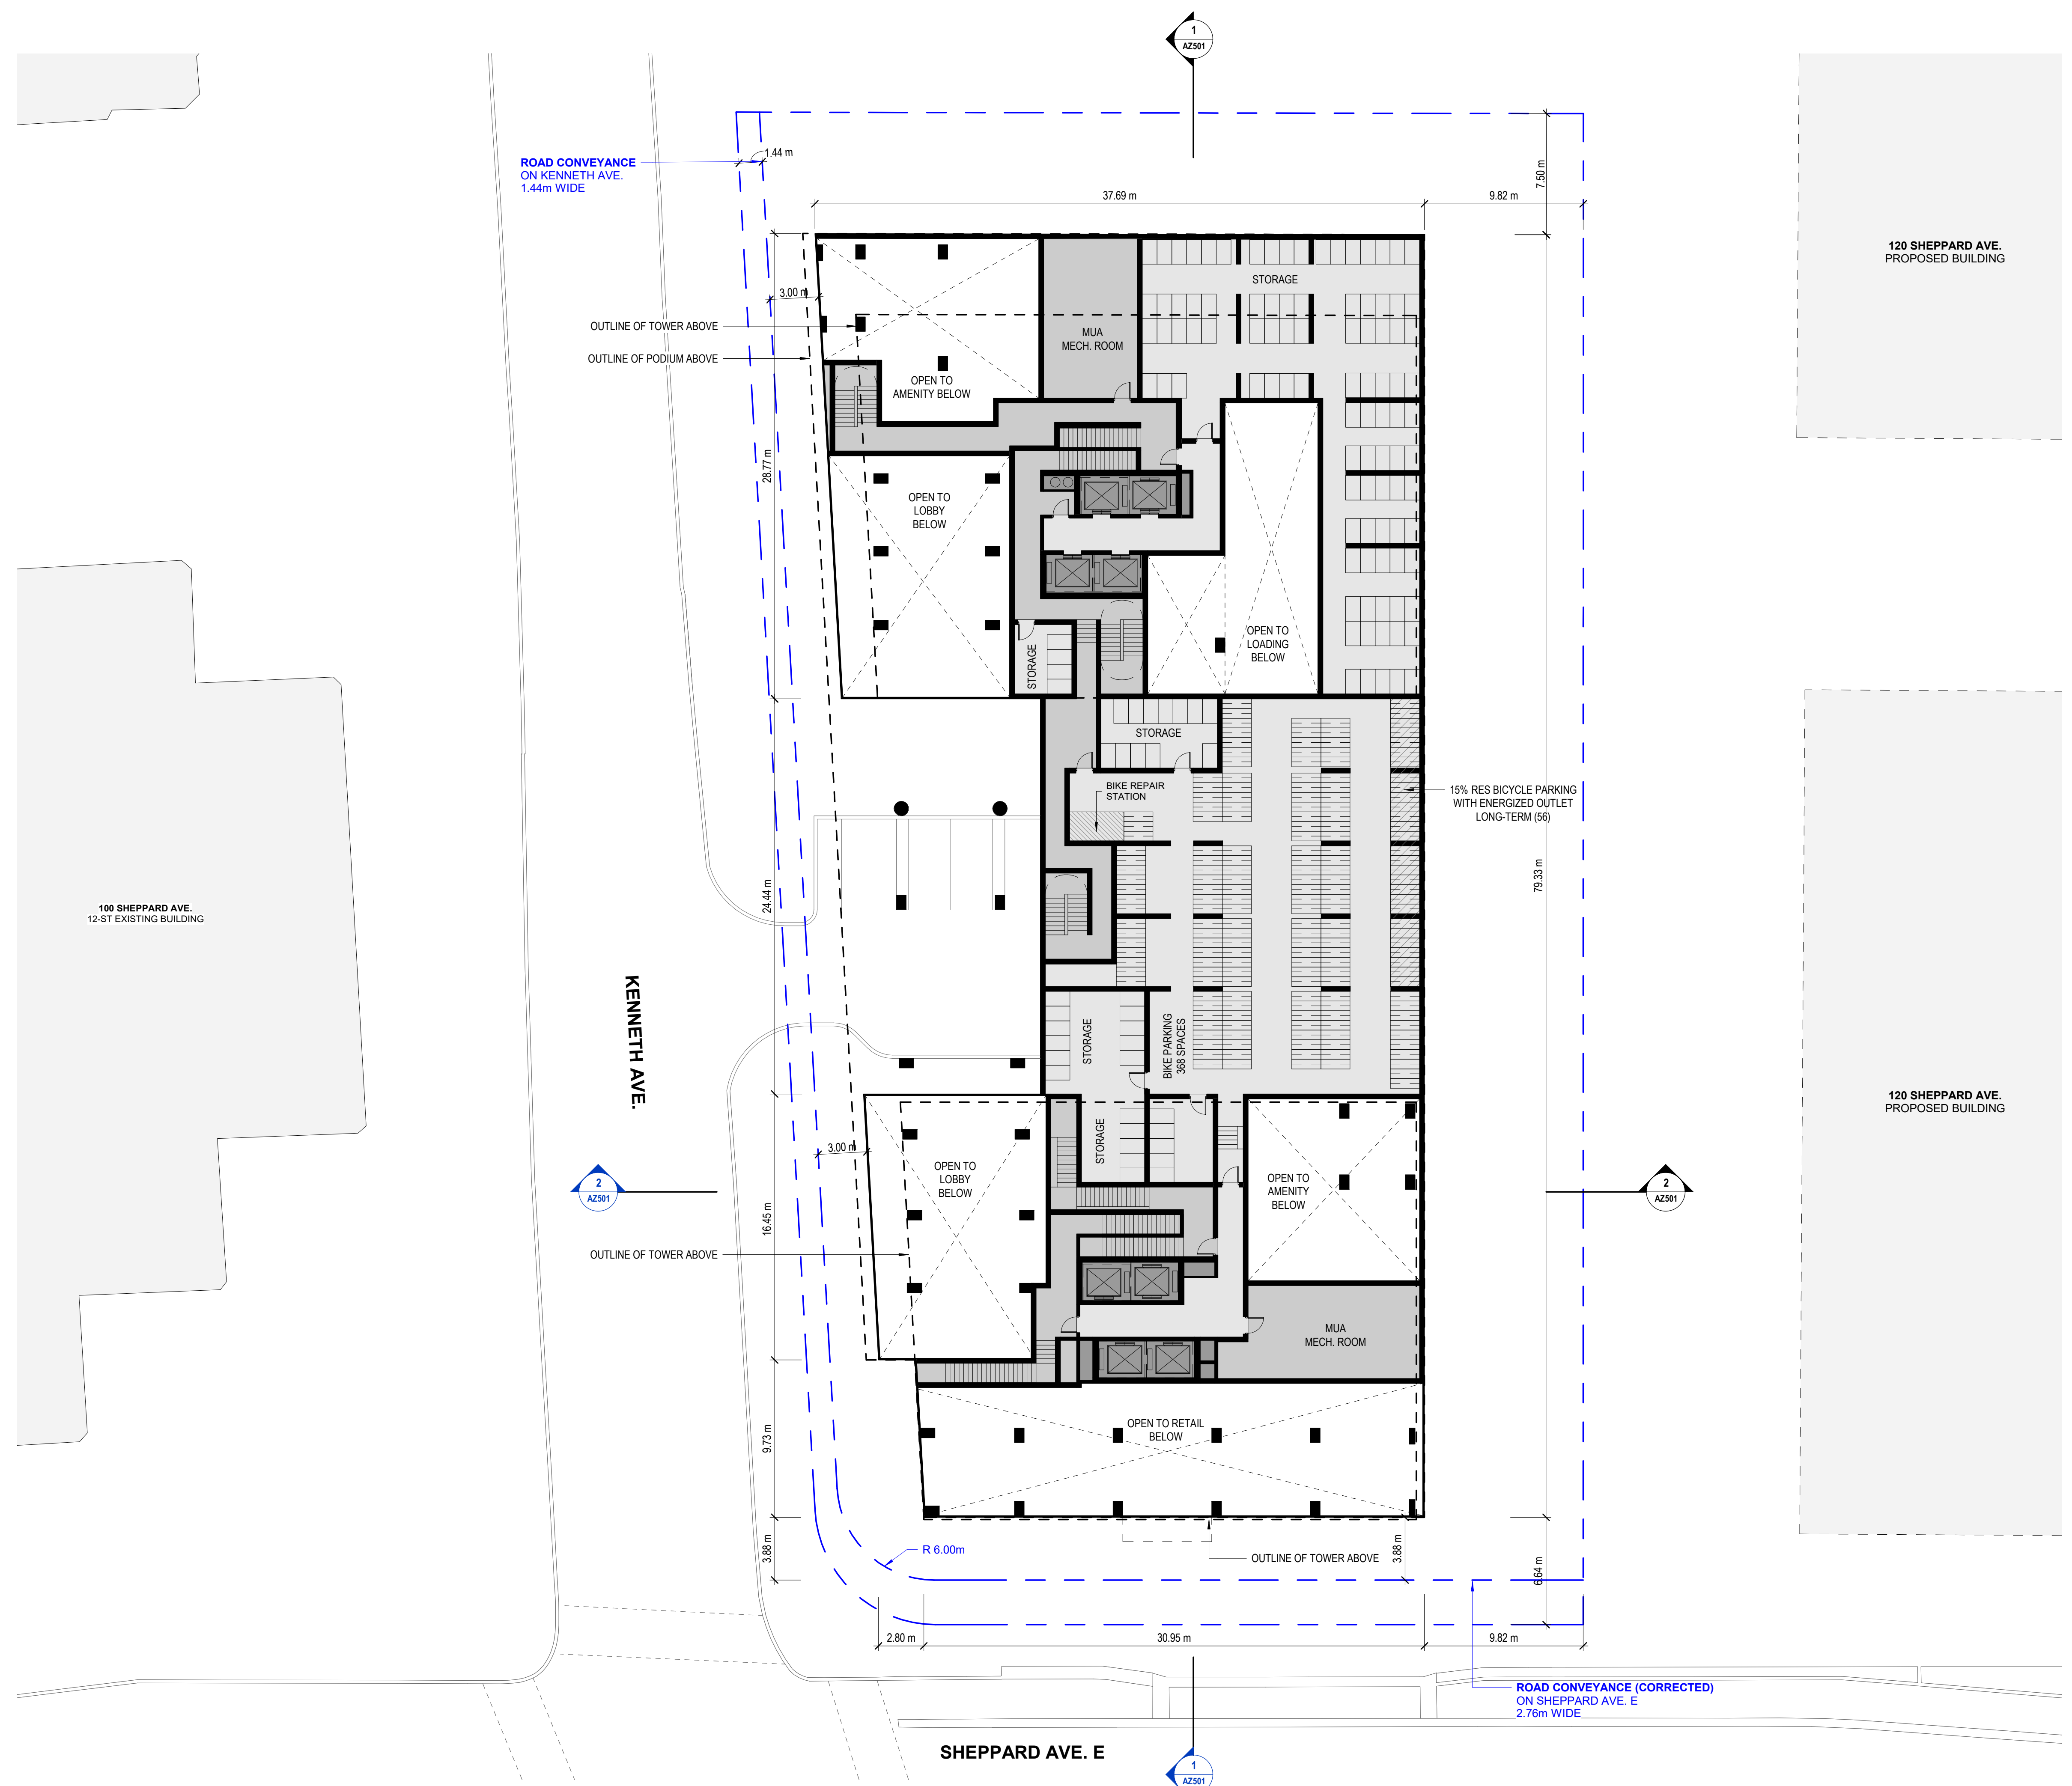 1
AZ501
ROAD CONVEYANCE
ON KENNETH AVE.
1.44m WIDE
1.44 m
7.50 m
37.69 m
9.82 m
120 SHEPPARD AVE.
PROPOSED BUILDING
STORAGE
3.00 m
OUTLINE OF TOWER ABOVE
MUA
MECH. ROOM
OUTLINE OF PODIUM ABOVE
OPEN TO
AMENITY BELOW
28.77 m
OPEN TO
LOBBY
BELOW
OPEN TO
LOADING
BELOW
STORAGE
STORAGE
BIKE REPAIR
STATION
15% RES BICYCLE PARKING
WITH ENERGIZED OUTLET
LONG-TERM (56)
79.33 m
24.44 m
100 SHEPPARD AVE.
12-ST EXISTING BUILDING
KENNETH AVE.
STORAGE
BIKE PARKING
368 SPACES
120 SHEPPARD AVE.
PROPOSED BUILDING
STORAGE
3.00 m
OPEN TO
LOBBY
BELOW
OPEN TO
AMENITY
BELOW
2
AZ501
2
AZ501
16.45 m
OUTLINE OF TOWER ABOVE
MUA
MECH. ROOM
OPEN TO RETAIL
BELOW
9.73 m
3.88 m
R 6.00m
OUTLINE OF TOWER ABOVE
3.88 m
6.64 m
2.80 m
30.95 m
9.82 m
ROAD CONVEYANCE (CORRECTED)
ON SHEPPARD AVE. E
2.76m WIDE
SHEPPARD AVE. E
1
AZ501